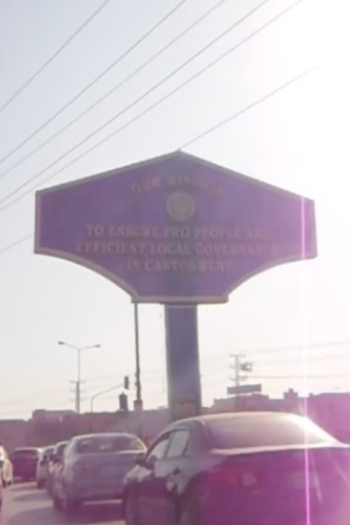 OUR MISSION
TO ENSURE PRO PEOPLE AND
EFFICIENT LOCAL GOVERNANCE
IN CANTONMENT